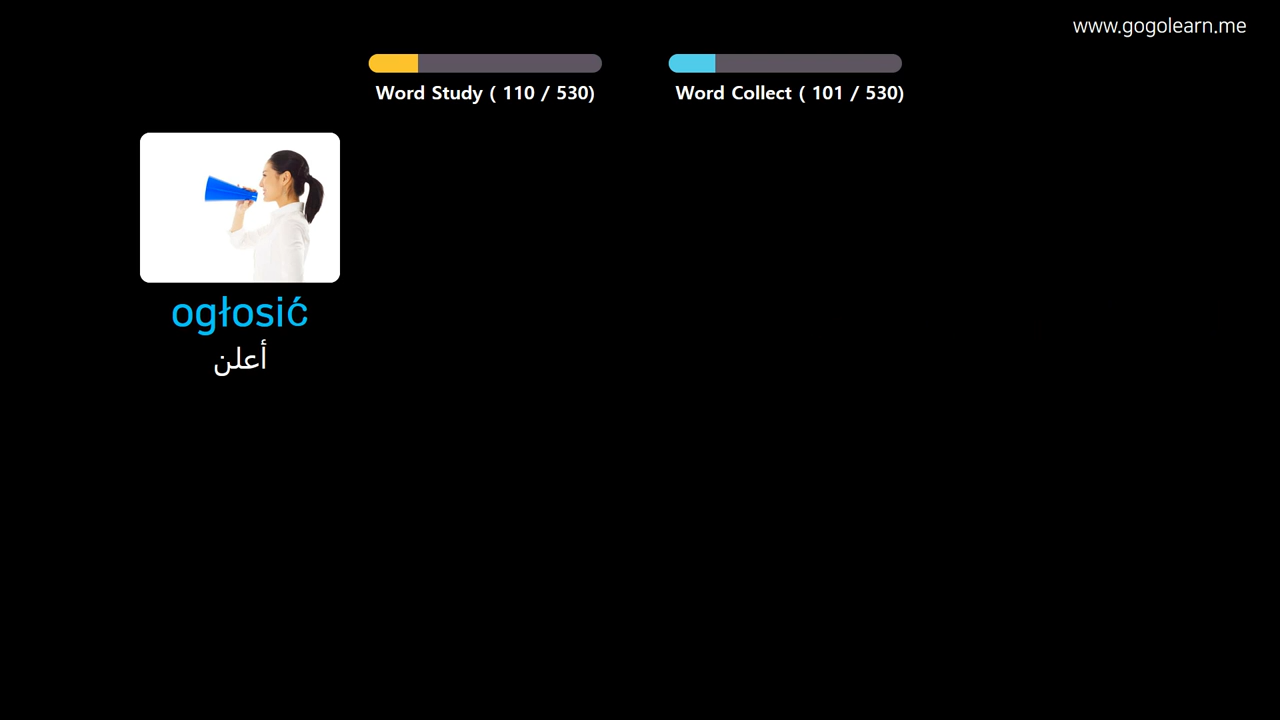 www.gogolearn.me
Word Study ( 110 / 530)
Word Collect ( 101 / 530)
ogłosić
أعلن